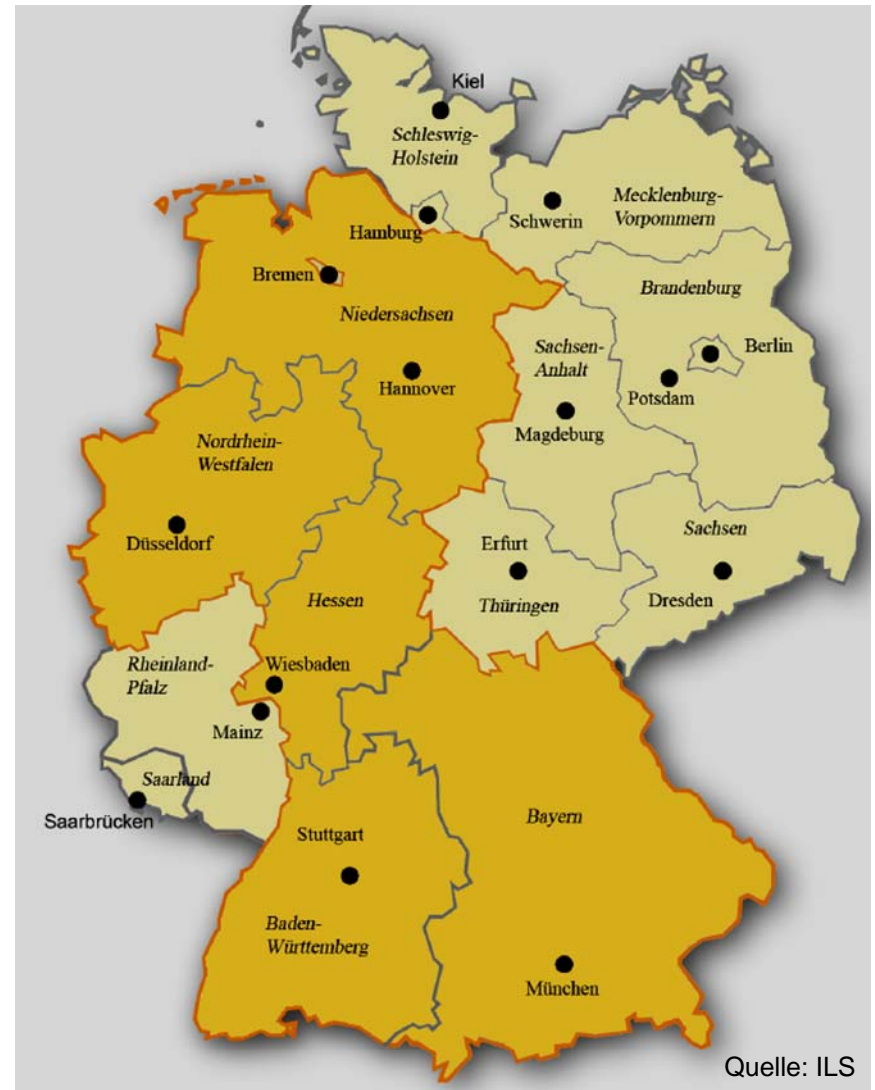 Kiel
Schleswig-
Holstein
Mecklenburg-
Vorpommern
Schwerin
Hamburg
Bremen
Niedersachsen
Brandenburg
Berlin
Sachsen-
Anhalt
Hannover
Potsdam
Magdeburg
Nordrhein-
Westfalen
Düsseldorf
Sachsen
Erfurt
Thüringen
Dresden
Hessen
Rheinland-
Pfalz
Wiesbaden
Mainz
Saarland
Saarbrücken
Bayern
Stuttgart
Baden-
Württemberg
München
Quelle: ILS